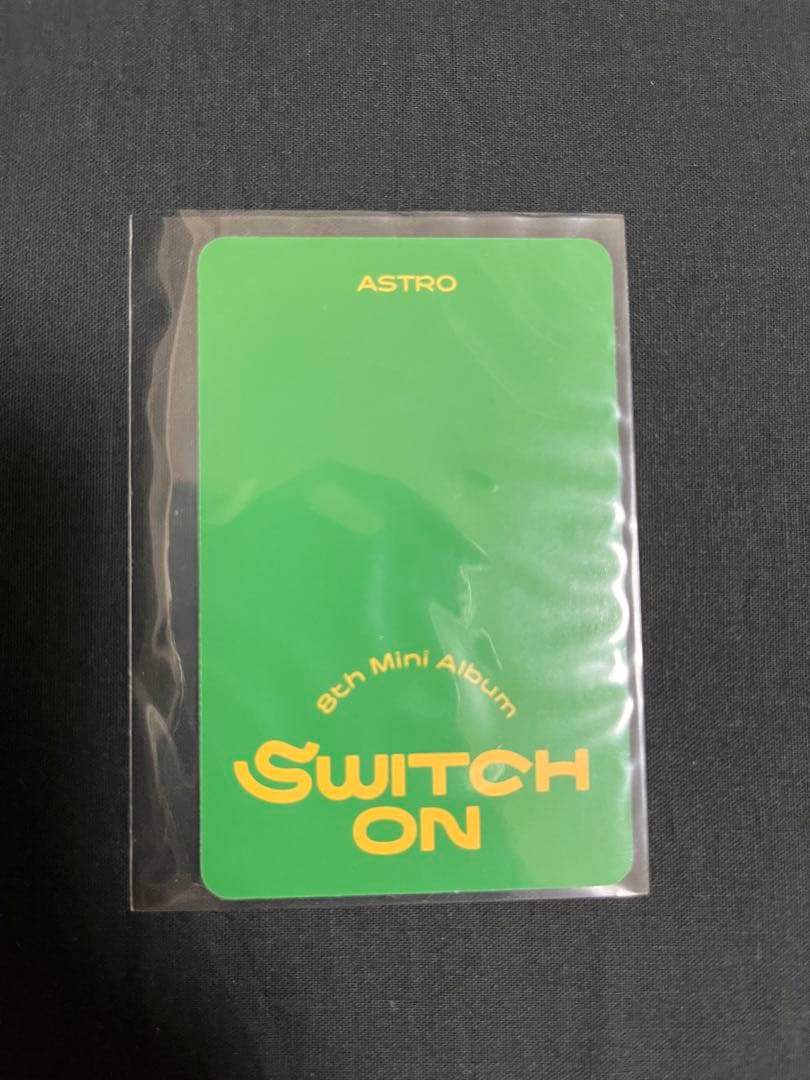 ASTRO
8th Mini Album
SWITCH
ON